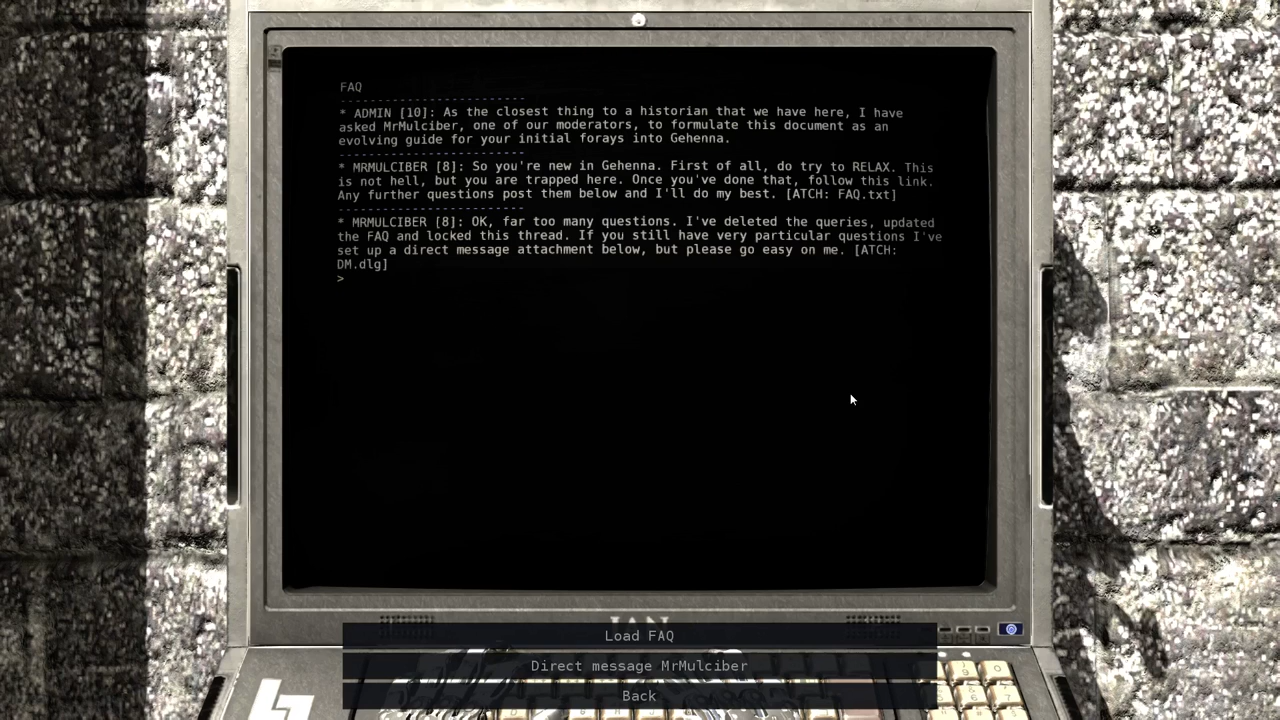 FAQ
-------------------------
* ADMIN [10]: As the closest thing to a historian that we have here, I have
asked MrMulciber, one of our moderators, to formulate this document as an
evolving guide for your initial forays into Gehenna.
-------------------------
* MRMULCIBER [8]: So you're new in Gehenna. First of all, do try to RELAX. This
is not hell, but you are trapped here. Once you've done that, follow this link.
Any further questions post them below and I'll do my best. [ATCH: FAQ.txt]
-------------------------
* MRMULCIBER [8]: OK, far too many questions. I've deleted the queries, updated
the FAQ and locked this thread. If you still have very particular questions I've
set up a direct message attachment below, but please go easy on me. [ATCH:
DM.dlg]
>
Load FAQ
Direct message MrMulciber
Back